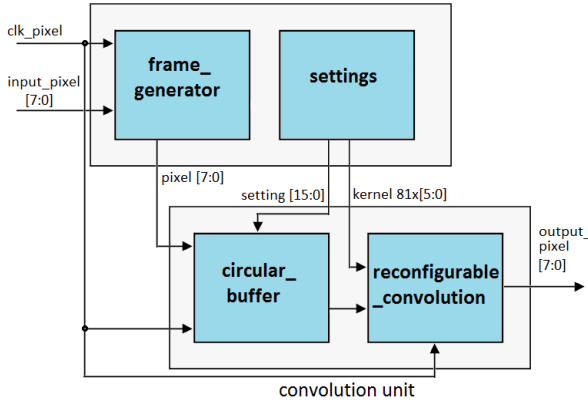 clk_pixel
input_pixel
[7:0]
frame_
generator
settings
pixel [7:0]
setting [15:0]
kernel 81x[5:0]
circular_
buffer
reconfigurable
_convolution
output_
pixel
[7:0]
convolution unit